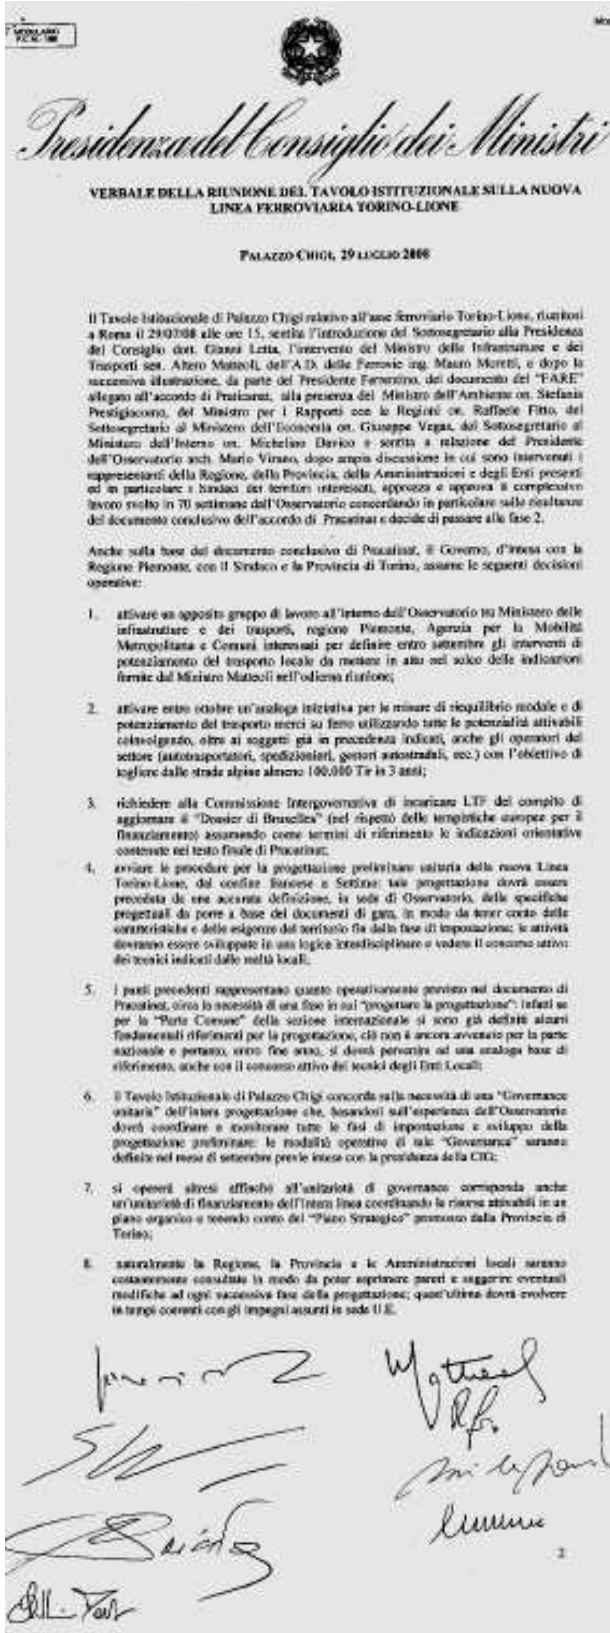 MODULARIO
P.C.M. 198
Presidenza del Consiglio dei Ministri
VERBALE DELLA RIUNIONE DEL TAVOLO ISTITUZIONALE SULLA NUOVA
LINEA FERROVIARIA TORINO-LIONE
PALAZZO CHIGI, 29 LUGLIO 2008
Il Tavolo Istituzionale di Palazzo Chigi relativo all'asse ferroviario Torino-Lione, riunitosi
a Roma il 29/07/08 alle ore 15, sentita l'introduzione del Sottosegretario alla Presidenza
del Consiglio dott. Gianni Letta, l'intervento del Ministro delle Infrastrutture e dei
Trasporti sen. Altero Matteoli, dell'A.D. delle Ferrovie ing. Mauro Moretti, e dopo la
successiva illustrazione, da parte del Presidente Ferrentino, del documento del "FARE"
allegato all'accordo di Pracatinat, alla presenza del Ministro dell'Ambiente on. Stefania
Prestigiacomo, del Ministro per i Rapporti con le Regioni on. Raffaele Fitto, del
Sottosegretario al Ministero dell'Economia on. Giuseppe Vegas, del Sottosegretario al
Ministero dell'Interno on. Michelino Davico e sentita a relazione del Presidente
dell'Osservatorio arch. Mario Virano, dopo ampia discussione in cui sono intervenuti i
rappresentanti della Regione, della Provincia, della Amministrazioni e degli Enti presenti
ed in particolare i Sindaci dei territori interessati, apprezza e approva il complessivo
lavoro svolto in 70 settimane dall'Osservatorio concordando in particolare sulle risultanze
del documento conclusivo dell'accordo di Pracatinat e decide di passare alla fase 2.
Anche sulla base del documento conclusivo di Pracatinat, il Governo, d'intesa con la
Regione Piemonte, con il Sindaco e la Provincia di Torino, assume le seguenti decisioni
operative:
1. attivare un apposito gruppo di lavoro all'interno dell'Osservatorio tra Ministero delle
infrastrutture e dei trasporti, regione Piemonte, Agenzia per la Mobilità
Metropolitana e Comuni interessati per definire entro settembre gli interventi di
potenziamento del trasporto locale da mettere in atto nel solco delle indicazioni
fornite dal Ministro Matteoli nell'odierna riunione;
2. attivare entro ottobre un'analoga iniziativa per le misure di riequilibrio modale e di
potenziamento del trasporto merci su ferro utilizzando tutte le potenzialità attivabili
coinvolgendo, oltre ai soggetti già in precedenza indicati, anche gli operatori del
settore (autotrasportatori, spedizionieri, gestori autostradali, ecc.) con l'obiettivo di
togliere dalle strade alpine almeno 100.000 Tir in 3 anni;
3. richiedere alla Commissione Intergovernativa di incaricare LTF del compito di
aggiornare il "Dossier di Bruxelles" (nel rispetto delle tempistiche europee per il
finanziamento) assumendo come termini di riferimento le indicazioni orientative
contenute nel testo finale di Pracatinat;
4. avviare le procedure per la progettazione preliminare unitaria della nuova Linea
Torino-Lione, dal confine francese a Settimo: tale progettazione dovrà essere
preceduta da una accurata definizione, in sede di Osservatorio, delle specifiche
progettuali da porre a base dei documenti di gara, in modo da tener conto delle
caratteristiche e delle esigenze del territorio fin dalla fase di impostazione; le attività
dovranno essere sviluppate in una logica interdisciplinare e vedere il concorso attivo
dei tecnici indicati dalle realtà locali;
5. i punti precedenti rappresentano quanto operativamente previsto nel documento di
Pracatinat, circa la necessità di una fase in cui "progettare la progettazione": infatti se
per la "Parte Comune" della sezione internazionale si sono già definiti alcuni
fondamentali riferimenti per la progettazione, ciò non è ancora avvenuto per la parte
nazionale e pertanto, entro fine anno, si dovrà pervenire ad una analoga base di
riferimento, anche con il concorso attivo dei tecnici degli Enti Locali;
6. il Tavolo Istituzionale di Palazzo Chigi concorda sulla necessità di una "Governance
unitaria" dell'intera progettazione che, basandosi sull'esperienza dell'Osservatorio
dovrà coordinare e monitorare tutte le fasi di impostazione e sviluppo della
progettazione preliminare: le modalità operative di tale "Governance" saranno
definite nel mese di settembre previe intese con la presidenza della CIG;
7. si opererà altresì affinché all'unitarietà di governance corrisponda anche
un'unitarietà di finanziamento dell'intera linea coordinando le risorse attivabili in un
piano organico e tenendo conto del "Piano Strategico" promosso dalla Provincia di
Torino;
8. naturalmente la Regione, la Provincia e le Amministrazioni locali saranno
costantemente consultate in modo da poter esprimere pareri e suggerire eventuali
modifiche ad ogni successiva fase della progettazione; quest'ultima dovrà evolvere
in tempi coerenti con gli impegni assunti in sede U.E.
2